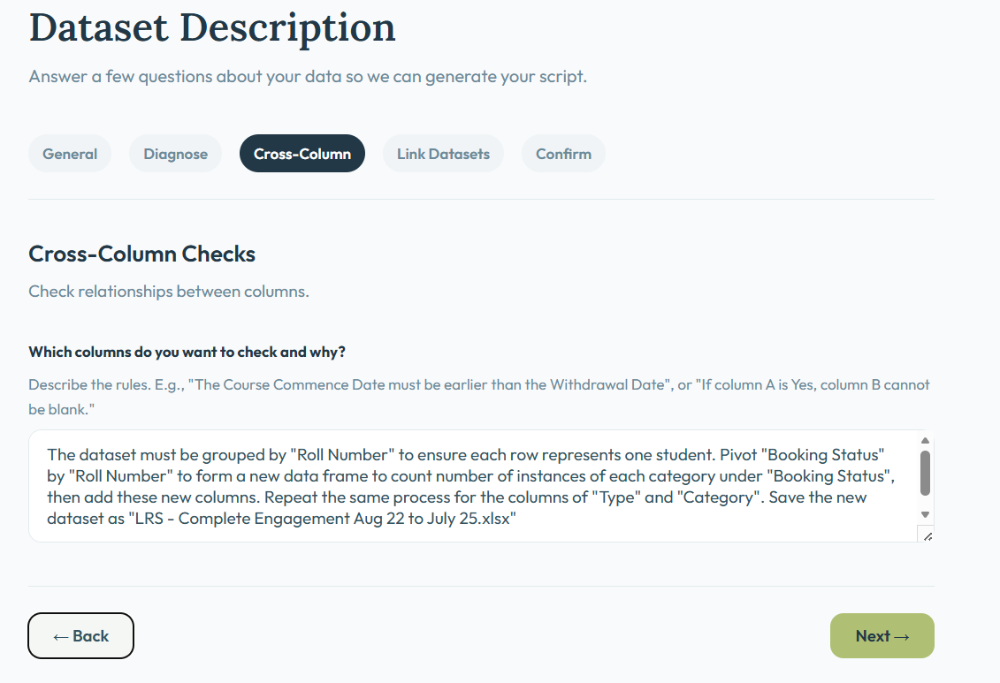 Dataset Description
Answer a few questions about your data so we can generate your script.
General
Diagnose
Cross-Column
Link Datasets
Confirm
Cross-Column Checks
Check relationships between columns.
Which columns do you want to check and why?
Describe the rules. E.g., "The Course Commence Date must be earlier than the Withdrawal Date", or "If column A is Yes, column B cannot
be blank."
The dataset must be grouped by "Roll Number" to ensure each row represents one student. Pivot "Booking Status"
by "Roll Number" to form a new data frame to count number of instances of each category under "Booking Status",
then add these new columns. Repeat the same process for the columns of "Type" and "Category". Save the new
dataset as "LRS - Complete Engagement Aug 22 to July 25.xlsx"
← Back
Next →